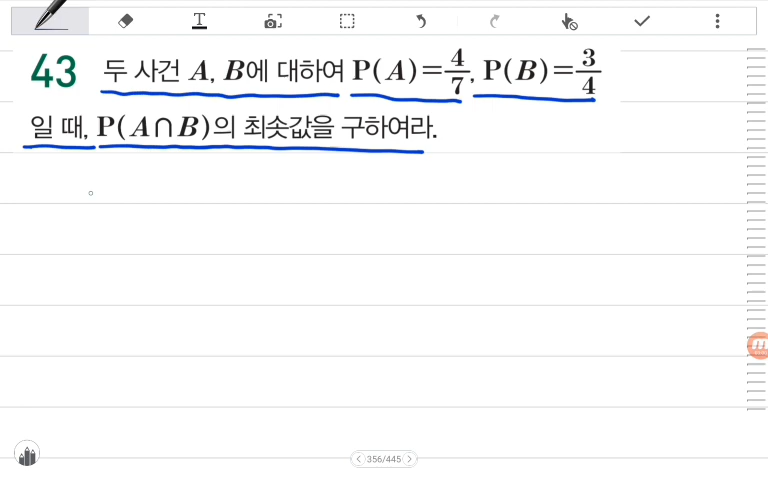 T
43 두 사건 A, B에 대하여 P(A)=4/7, P(B)=3/4
일 때, P(A∩B)의 최솟값을 구하여라.
356/445